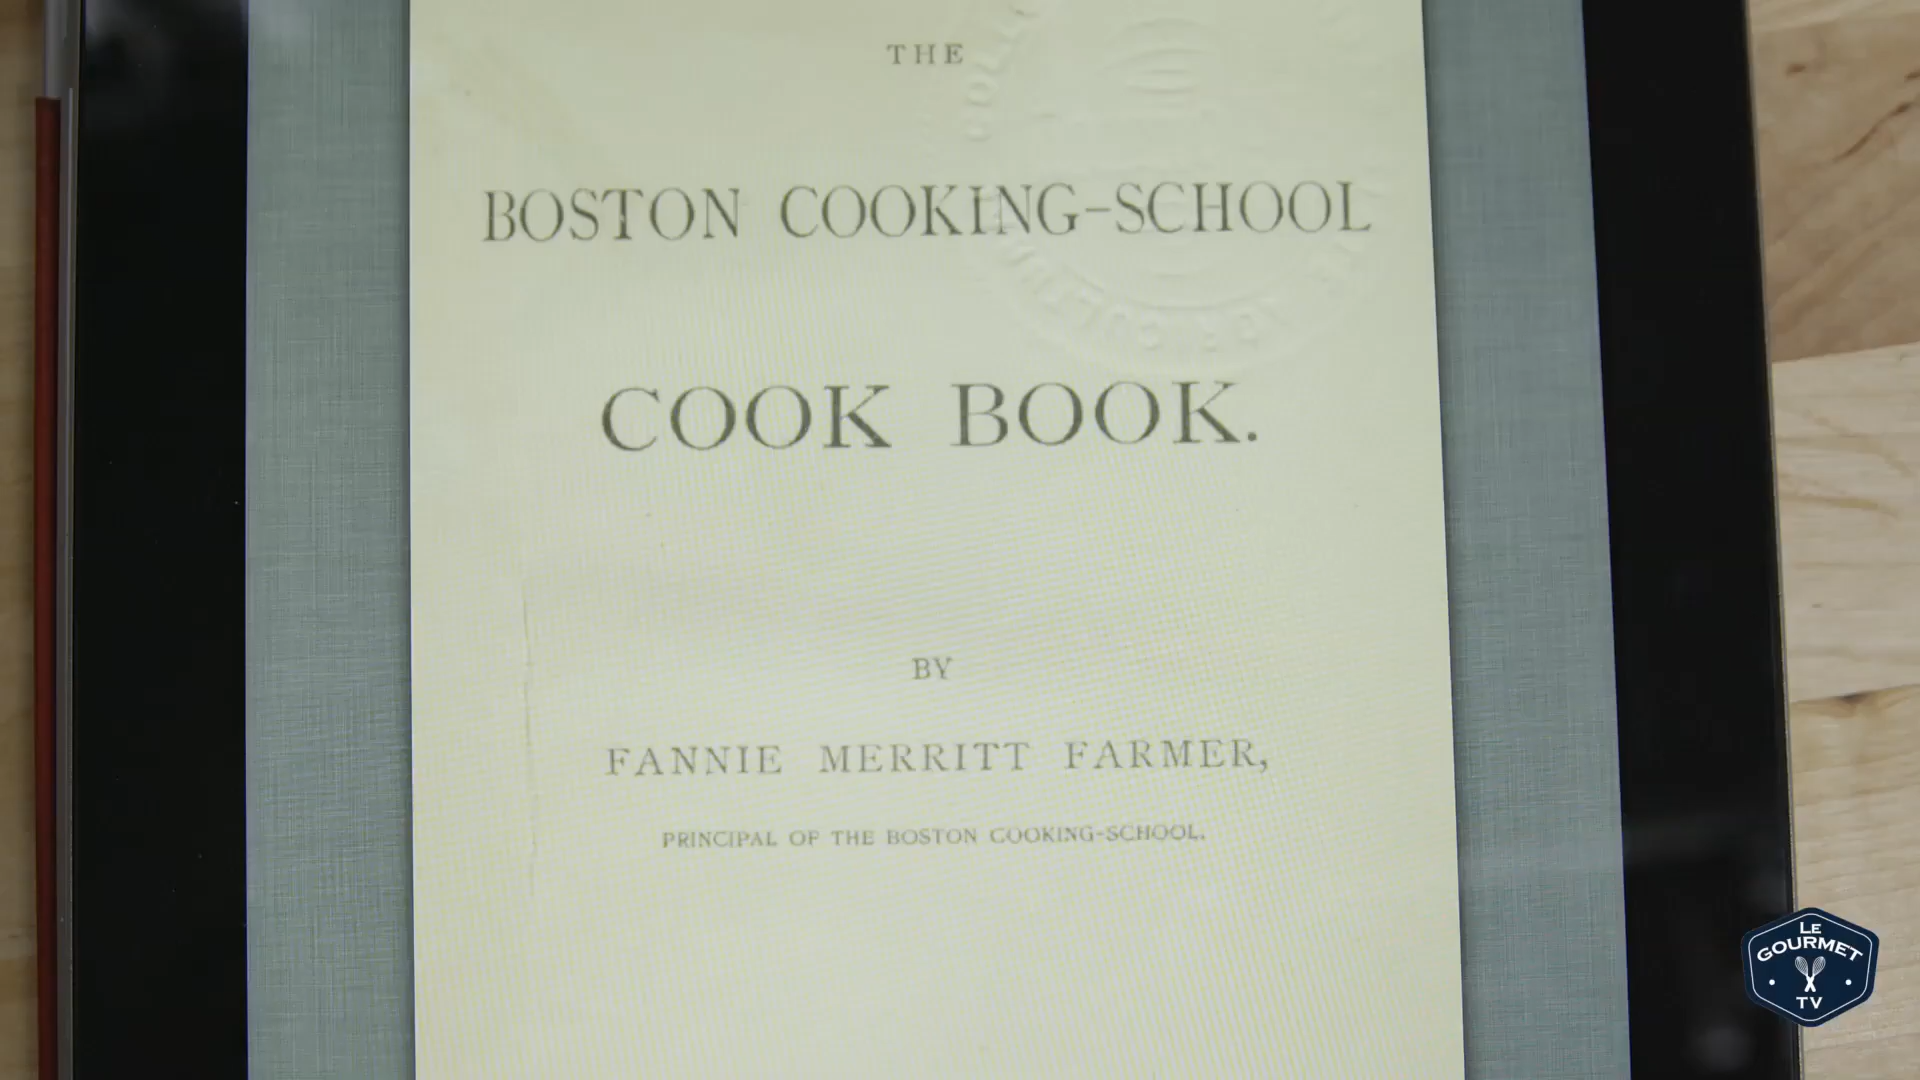 THE
BOSTON COOKING-SCHOOL
COOK BOOK.
BY
FANNIE MERRITT FARMER,
PRINCIPAL OF THE BOSTON COOKING-SCHOOL.
LE
GOURMET
TV